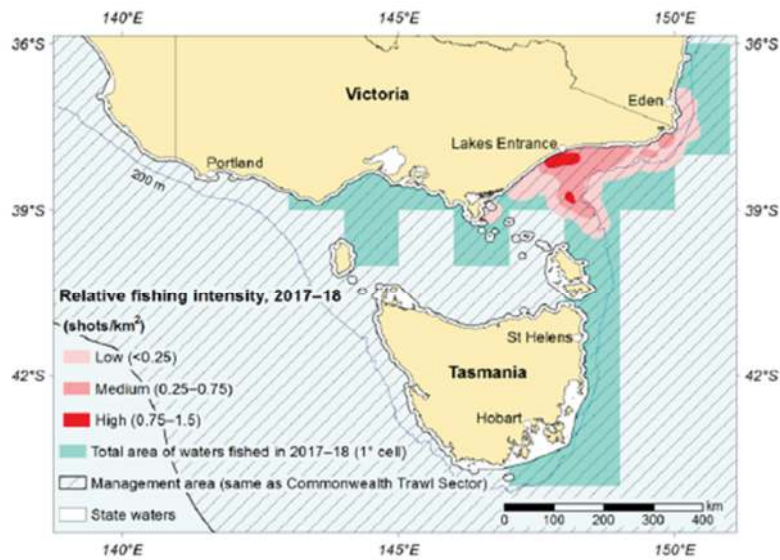 140°E 145°E 150°E
36°S 36°S
Victoria
Eden
Lakes Entrance
Portland
200 m
39°S 39°S
Relative fishing intensity, 2017–18
(shots/km²)
St Helens
Low (<0.25)
42°S 42°S
Tasmania
Medium (0.25–0.75)
High (0.75–1.5)
Hobart
Total area of waters fished in 2017–18 (1° cell)
Management area (same as Commonwealth Trawl Sector)
km
State waters
0 100 200 300 400
140°E 145°E 150°E